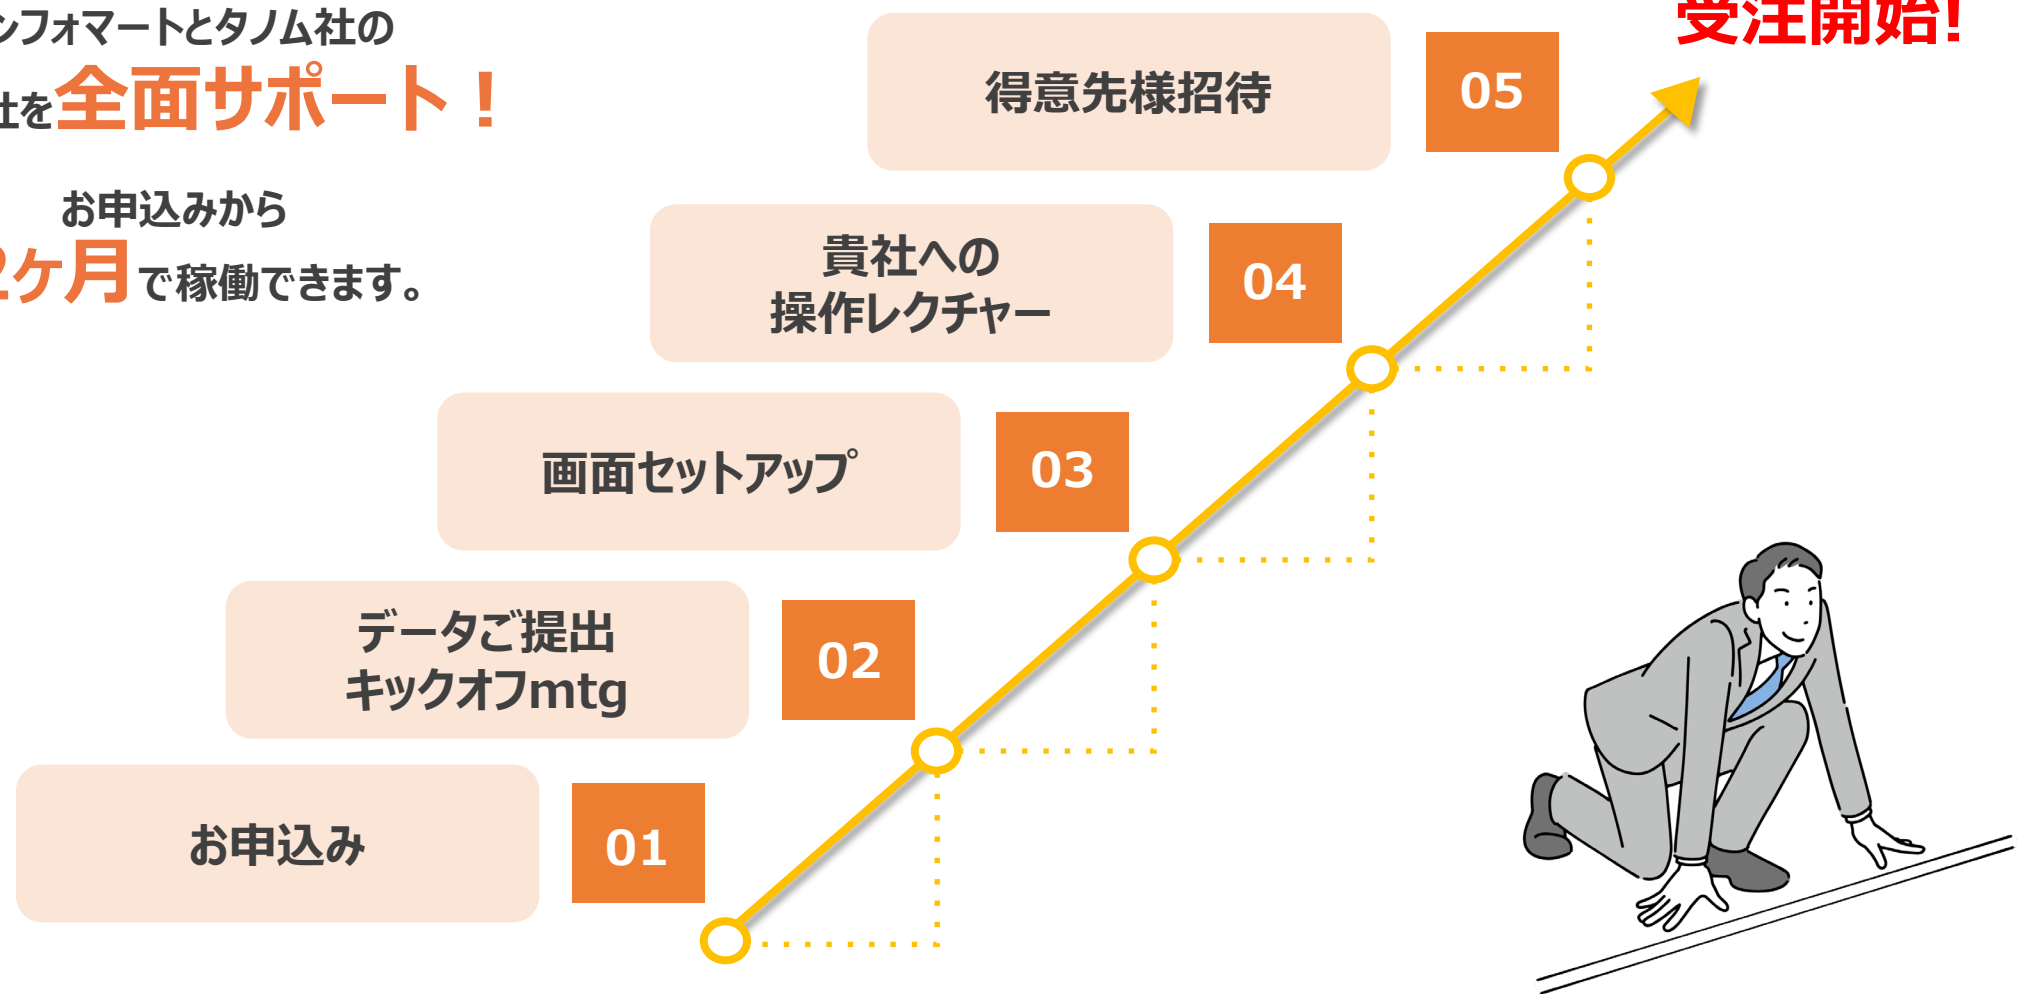 ンフォマートとタノム社の
社を全面サポート！
お申込みから
2ヶ月で稼働できます。
受注開始!
得意先様招待
05
貴社への
操作レクチャー
04
画面セットアップ
03
データご提出
キックオフmtg
02
お申込み
01